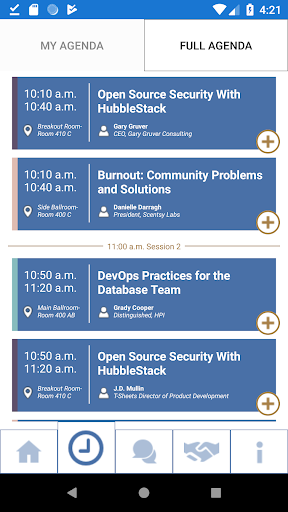 4:21
MY AGENDA
FULL AGENDA
10:10 a.m.
10:40 a.m.
Breakout Room-
Room 410 C
Open Source Security With
HubbleStack
Gary Gruver
CEO, Gary Gruver Consulting
10:10 a.m.
10:40 a.m.
Side Ballroom-
Room 400 C
Burnout: Community Problems
and Solutions
Danielle Darragh
President, Scentsy Labs
11:00 a.m. Session 2
10:50 a.m.
11:20 a.m.
Main Ballroom-
Room 400 AB
DevOps Practices for the
Database Team
Grady Cooper
Distinguished, HPI
10:50 a.m.
11:20 a.m.
Breakout Room-
Room 410 C
Open Source Security With
HubbleStack
J.D. Mullin
T-Sheets Director of Product Development